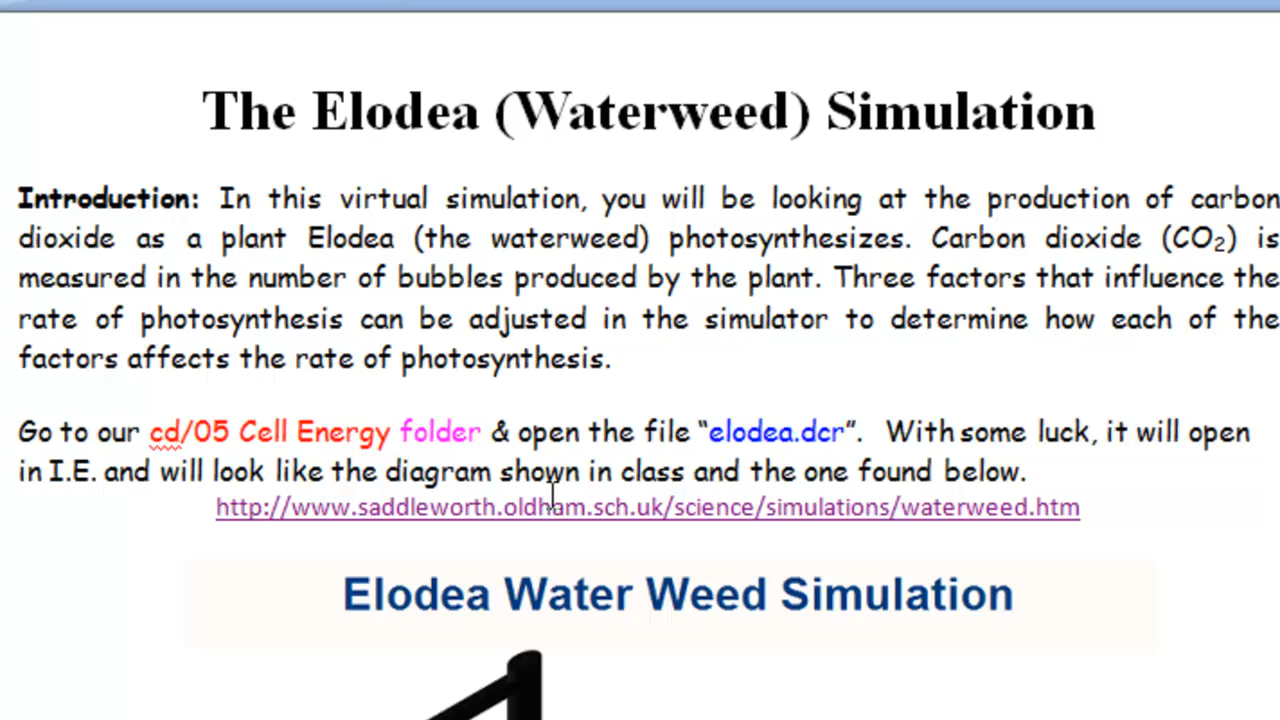 The Elodea (Waterweed) Simulation
Introduction: In this virtual simulation, you will be looking at the production of carbon
dioxide as a plant Elodea (the waterweed) photosynthesizes. Carbon dioxide (CO₂) is
measured in the number of bubbles produced by the plant. Three factors that influence the
rate of photosynthesis can be adjusted in the simulator to determine how each of the
factors affects the rate of photosynthesis.
Go to our cd/05 Cell Energy folder & open the file “elodea.dcr”. With some luck, it will open
in I.E. and will look like the diagram shown in class and the one found below.
http://www.saddleworth.oldham.sch.uk/science/simulations/waterweed.htm
Elodea Water Weed Simulation